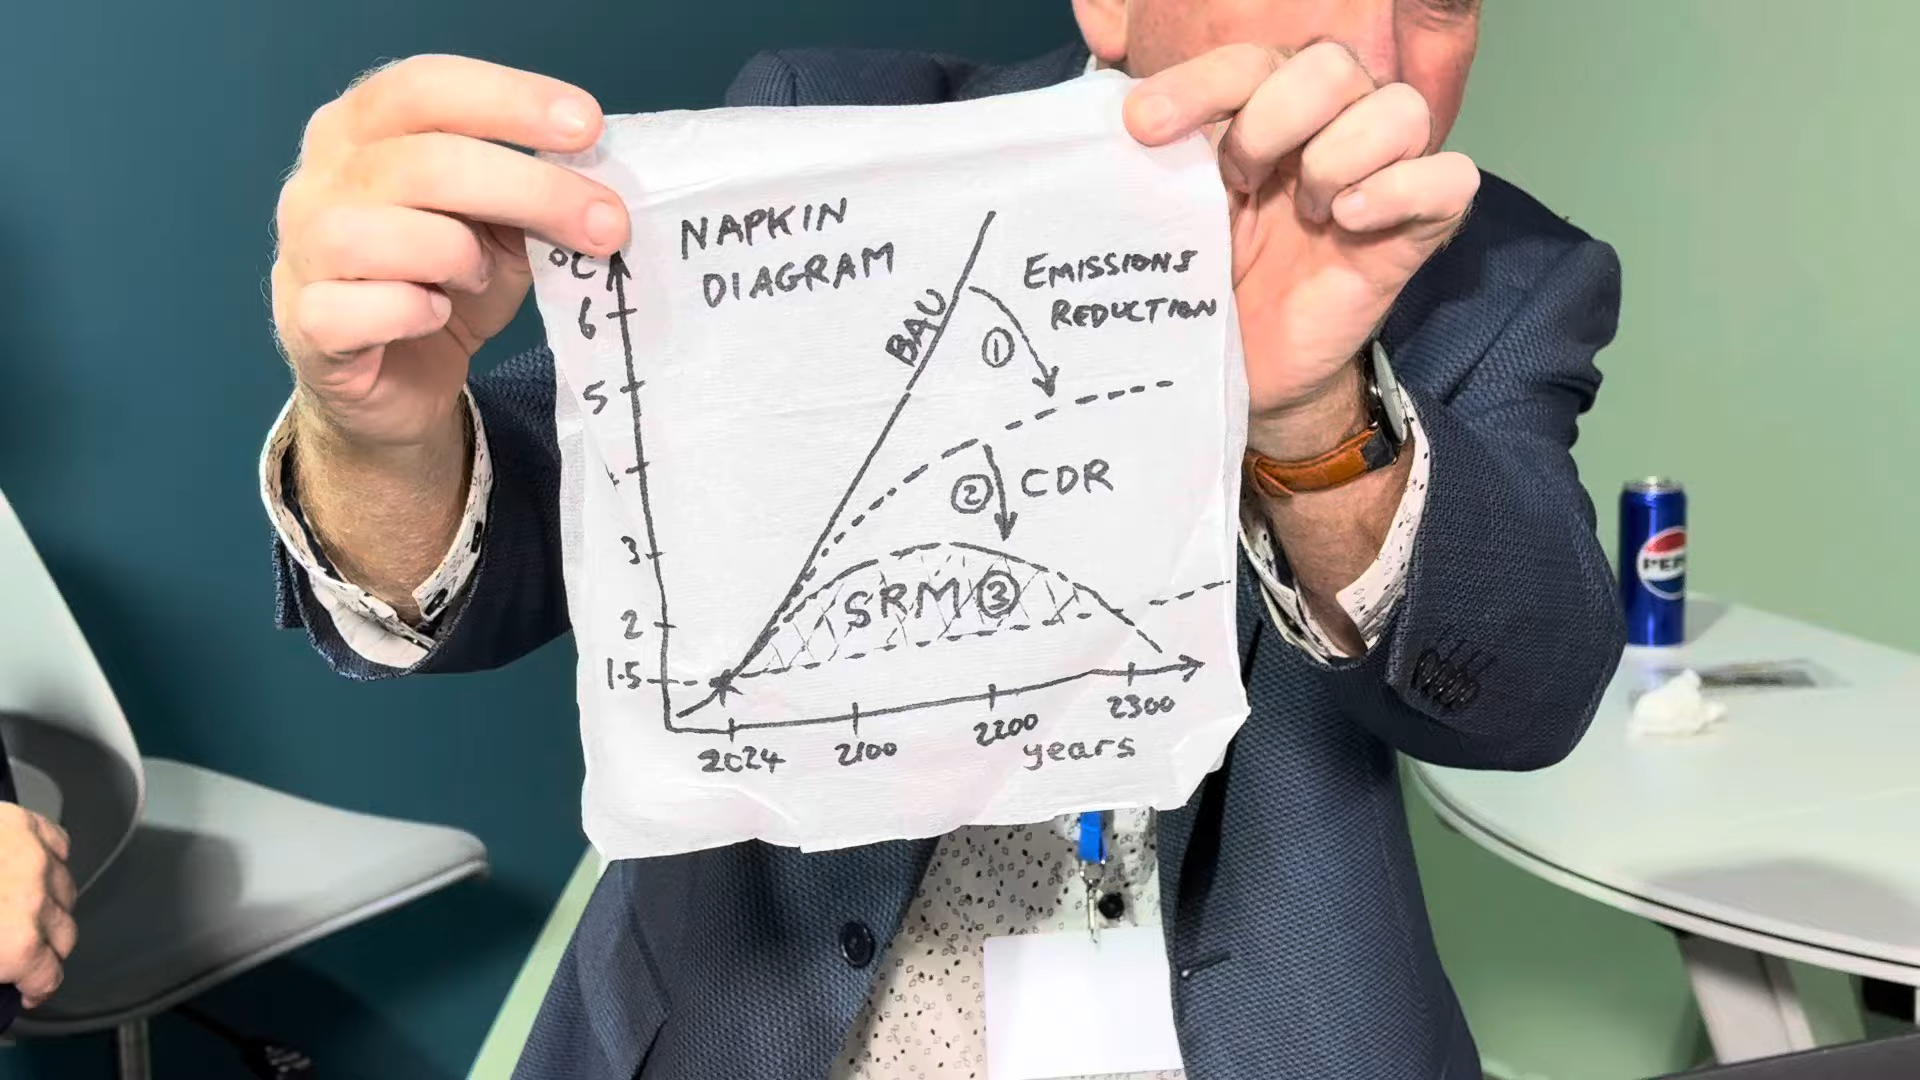 NAPKIN
DIAGRAM
°C
6
5
3
2
1.5
BAU
EMISSIONS
REDUCTION
1
2
CDR
SRM 3
2024
2100
2200
2300
years